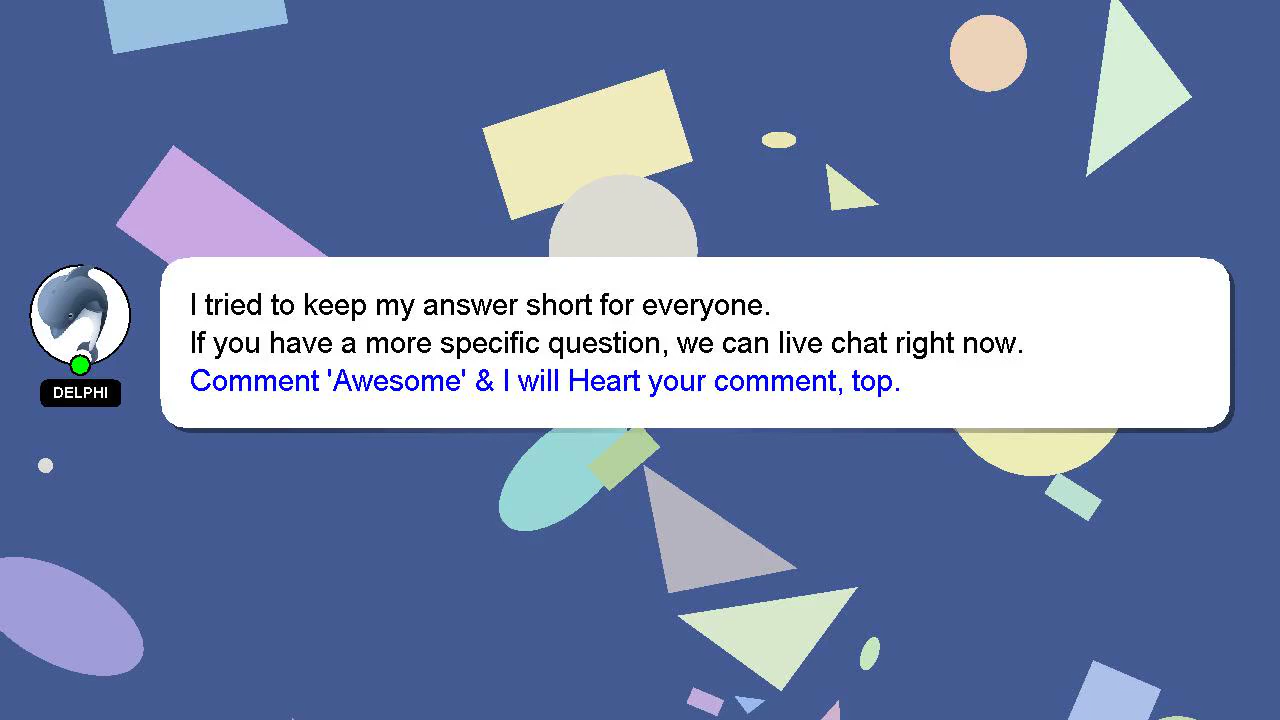 I tried to keep my answer short for everyone.
If you have a more specific question, we can live chat right now.
Comment 'Awesome' & I will Heart your comment, top.
DELPHI